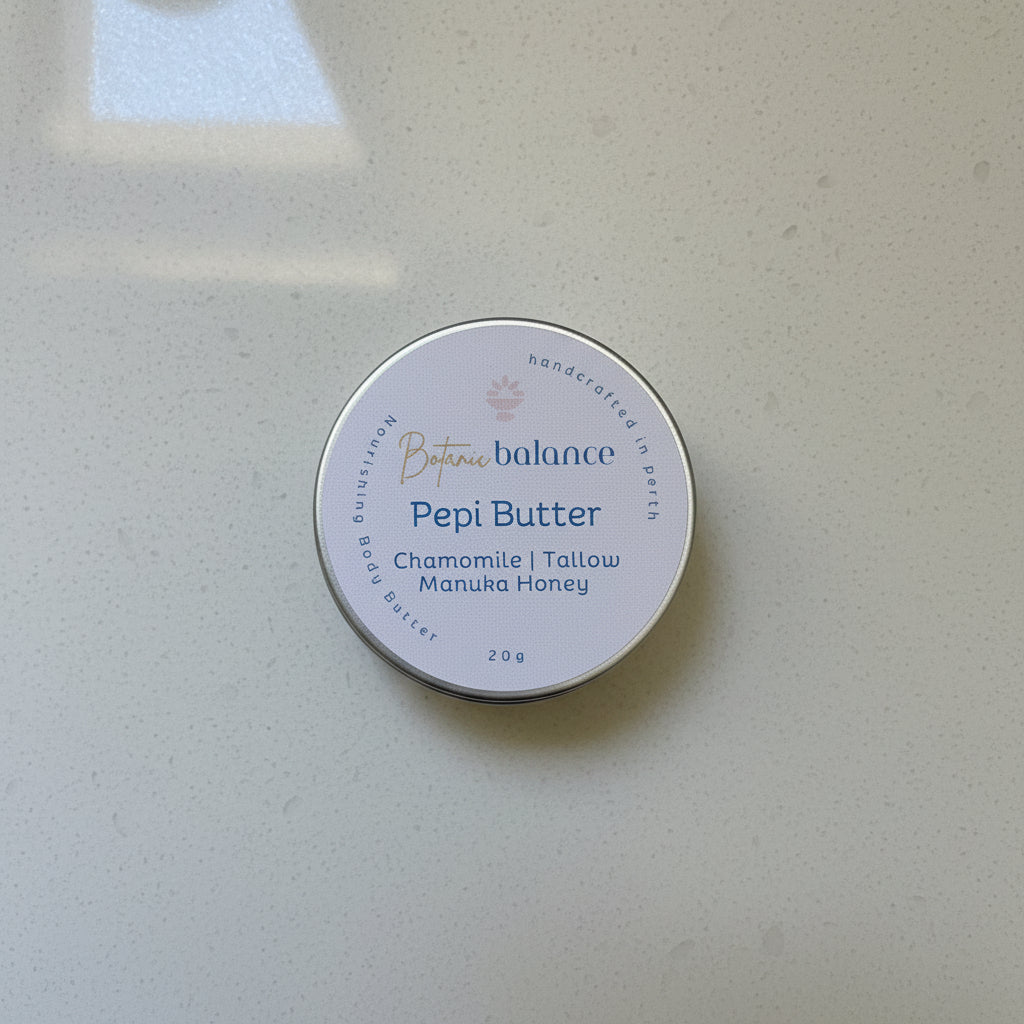 handcrafted in perth
Botanic balance
Pepi Butter
Chamomile | Tallow
Manuka Honey
Nourishing Body Butter
20g